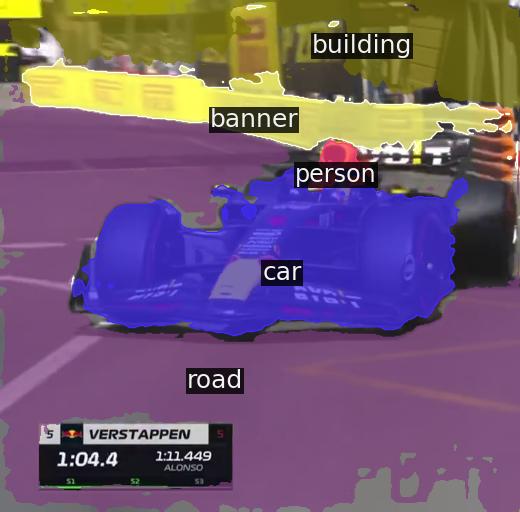 building
banner
person
car
road
5 VERSTAPPEN 5
1:04.4 1:11.449
ALONSO
S1 S2 S3